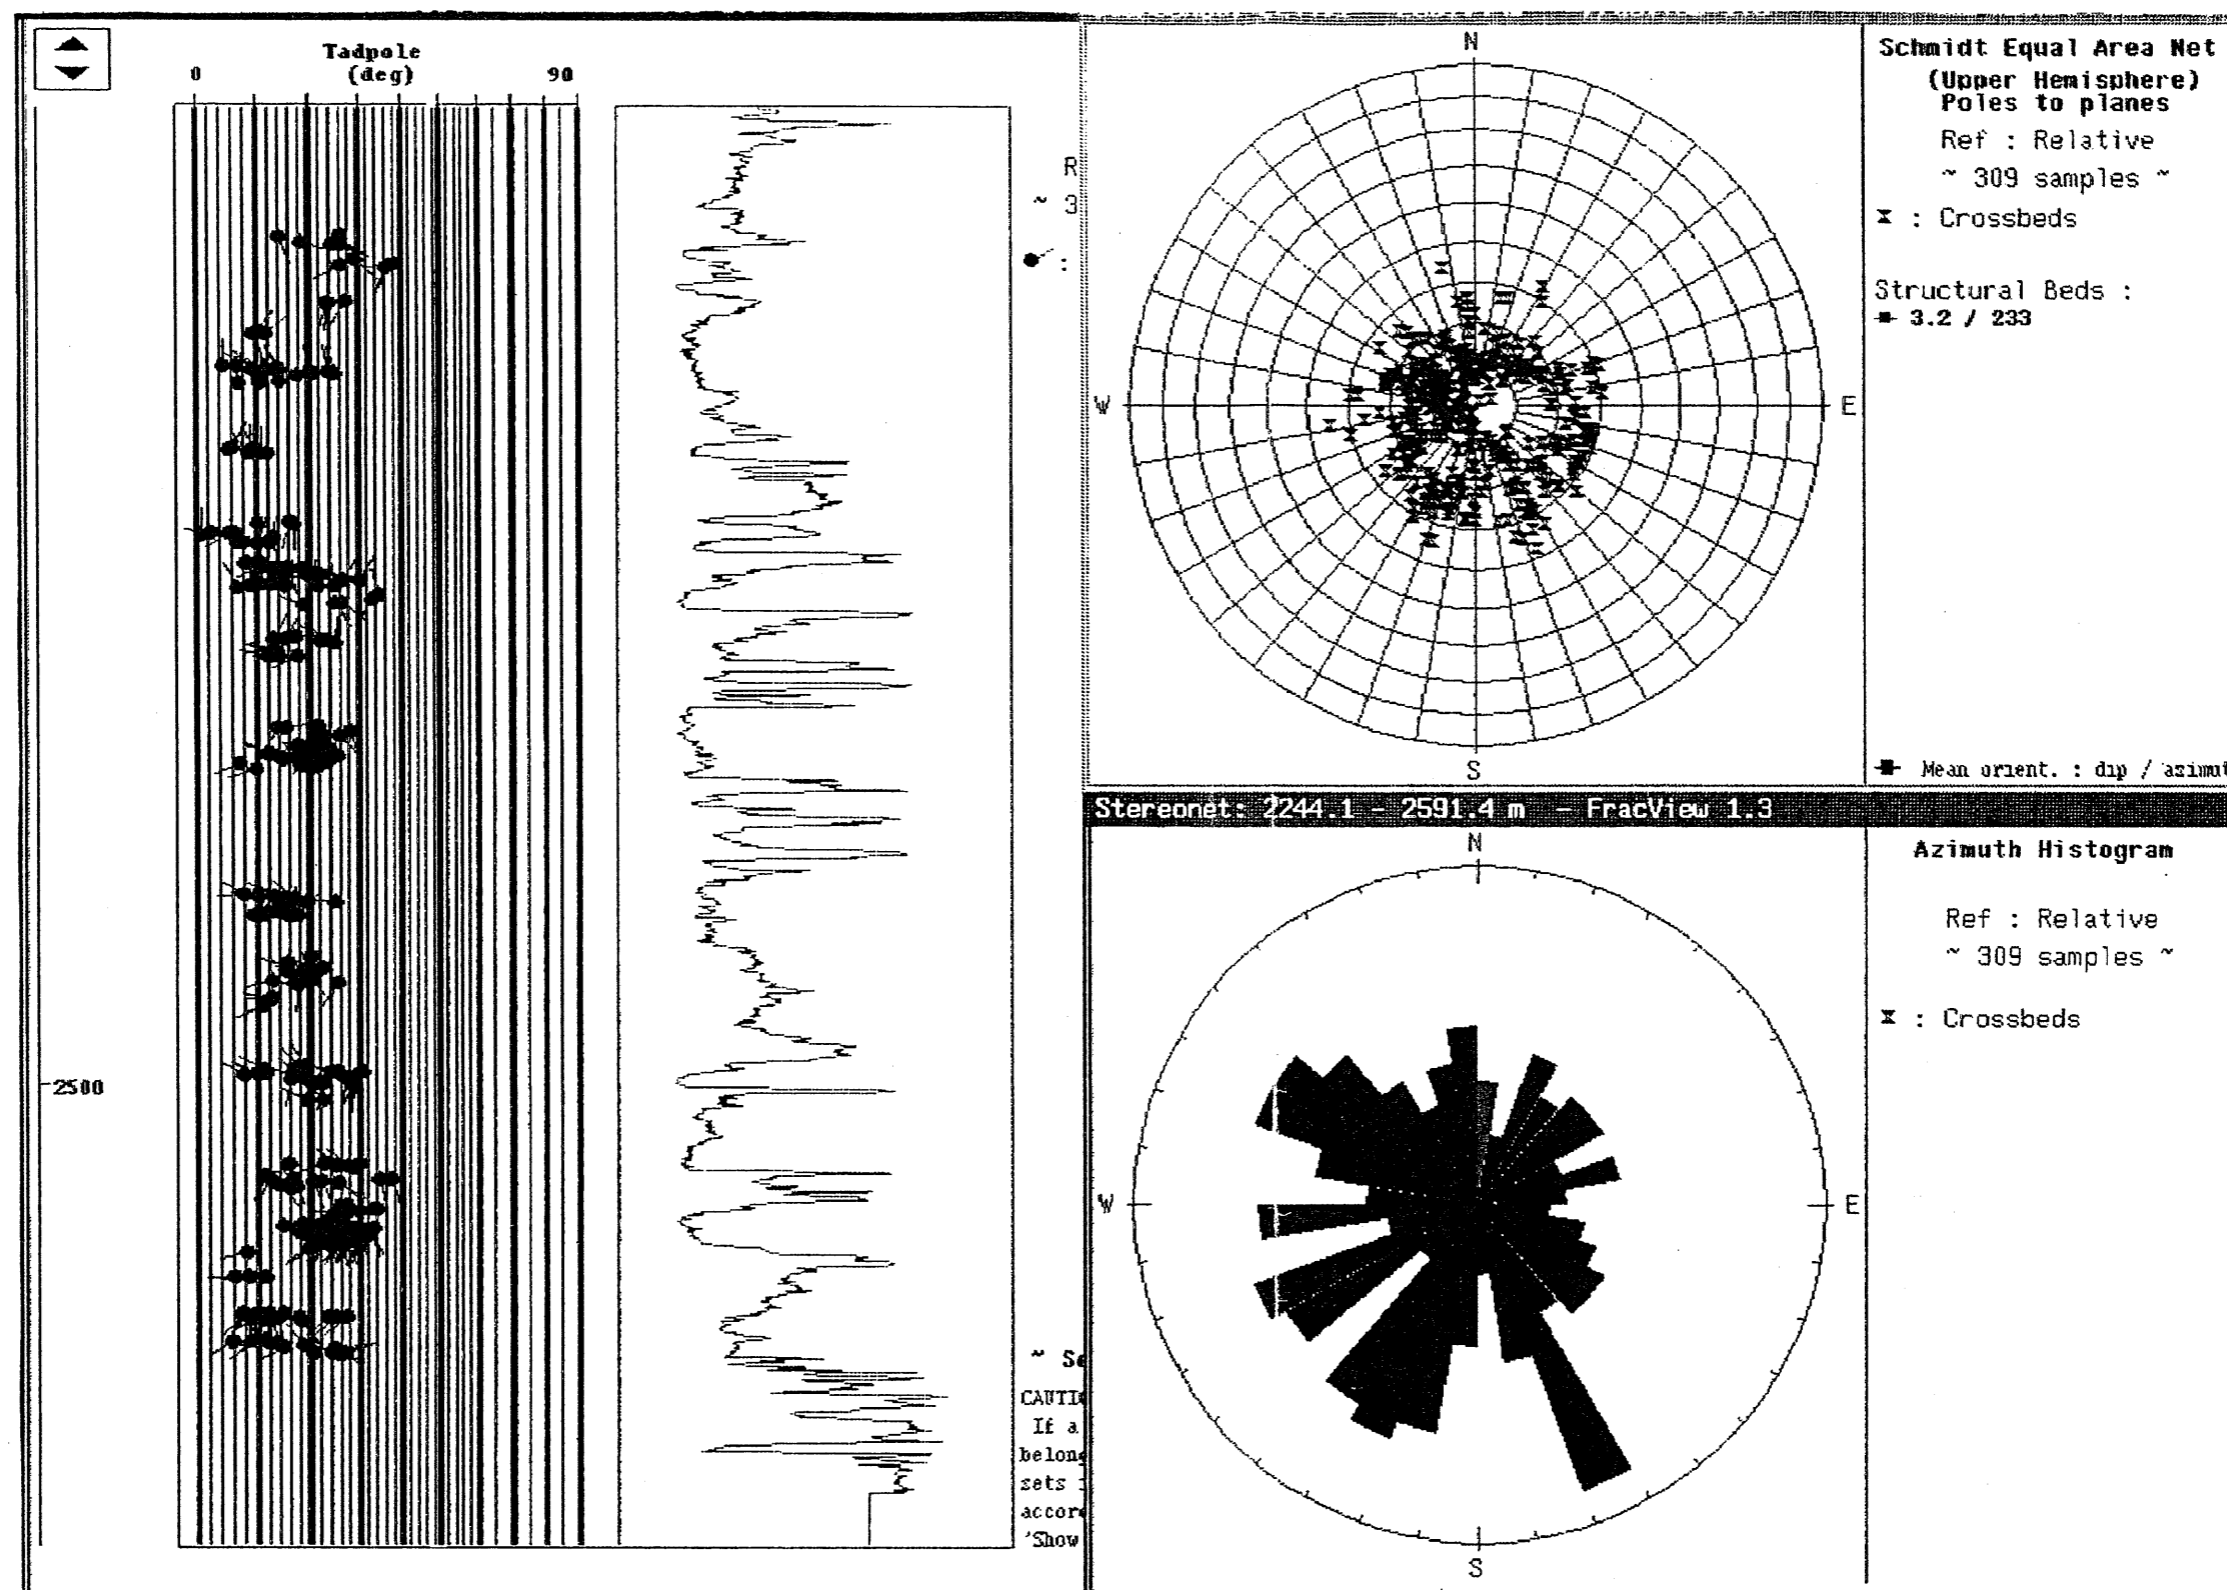 Tadpole
(deg)
0
90
2500
R
~ 3
:
~ Se
CAUTIO
If a
belong
sets
accord
'Show
N
W
E
S
Schmidt Equal Area Net
(Upper Hemisphere)
Poles to planes
Ref : Relative
~ 309 samples ~
: Crossbeds
Structural Beds :
3.2 / 233
Mean orient. : dip / azimut
Stereonet: 2244.1 - 2591.4 m - FracView 1.3
N
W
E
S
Azimuth Histogram
Ref : Relative
~ 309 samples ~
: Crossbeds